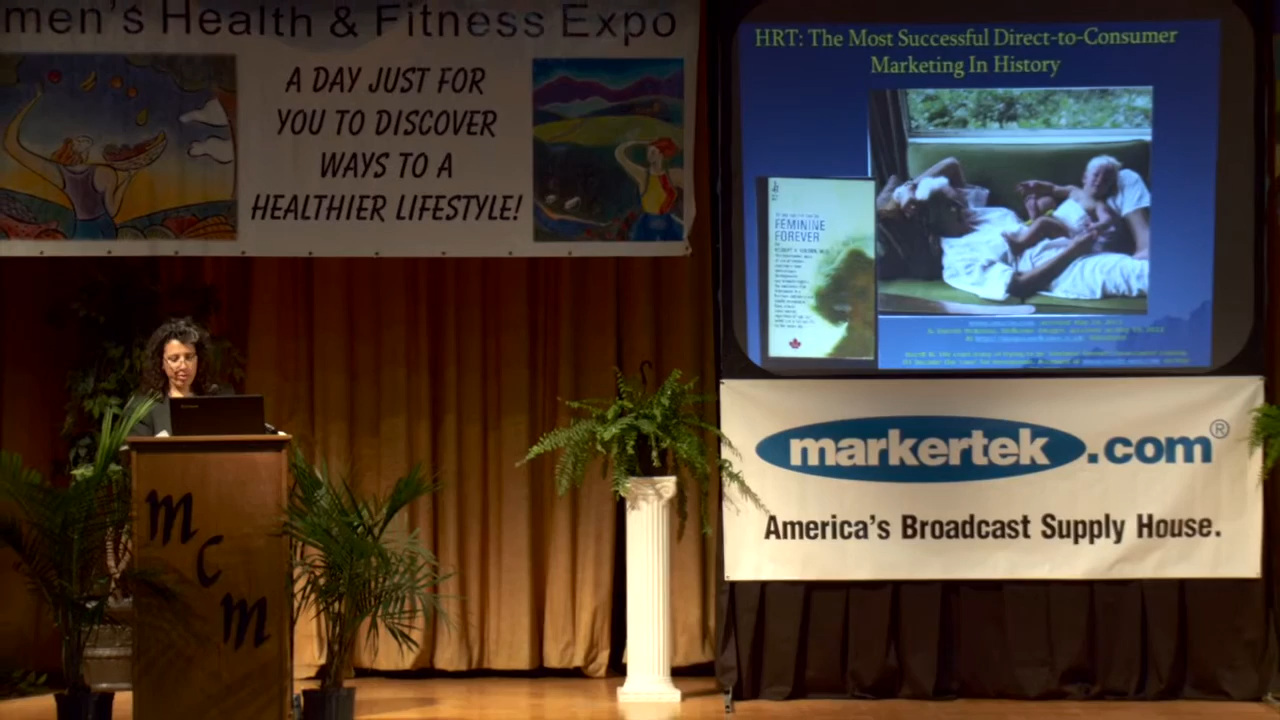 men's Health & Fitness Expo
A DAY JUST FOR
YOU TO DISCOVER
WAYS TO A
HEALTHIER LIFESTYLE!
HRT: The Most Successful Direct-to-Consumer
Marketing In History
FEMININE
FOREVER
markertek.com®
America's Broadcast Supply House.
m
c
m